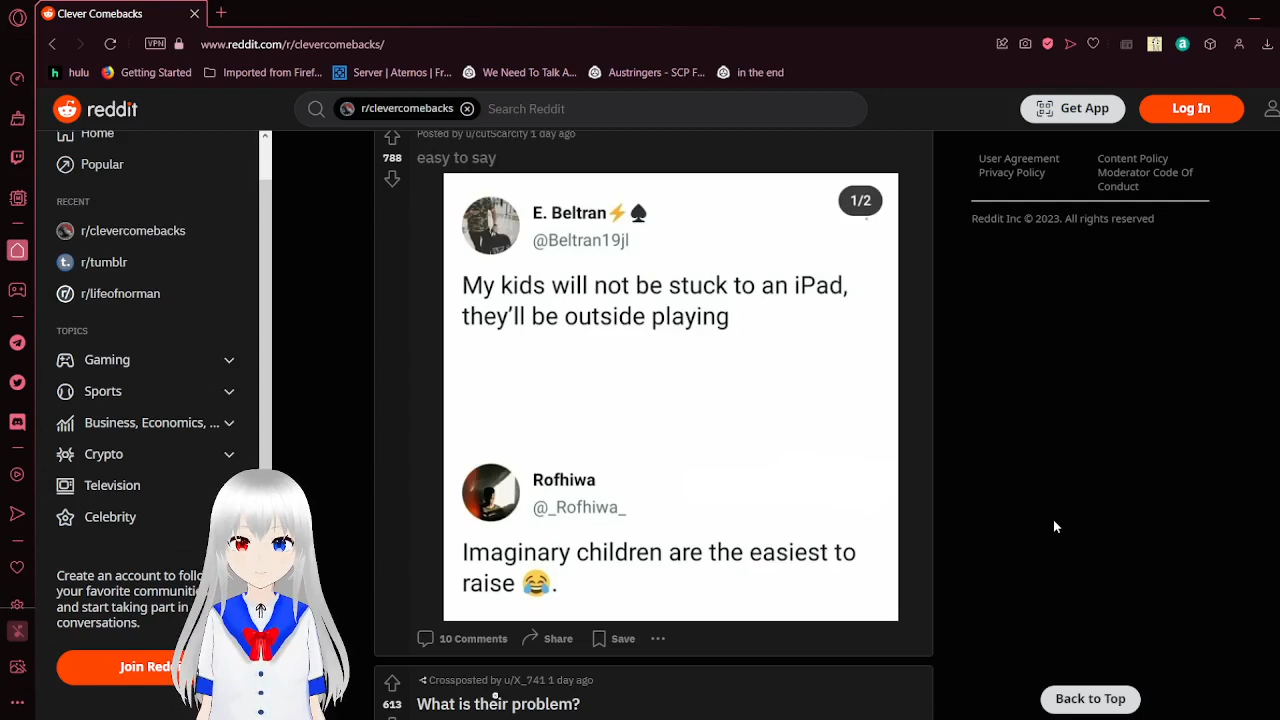 Clever Comebacks
VPN
www.reddit.com/r/clevercomebacks/
h hulu
Getting Started
Imported from Firef...
Server | Aternos | Fr...
We Need To Talk A...
Austringers - SCP F...
in the end
reddit
r/clevercomebacks
Search Reddit
Get App
Log In
Home
Popular
RECENT
r/clevercomebacks
r/tumblr
r/lifeofnorman
TOPICS
Gaming
Sports
Business, Economics, ...
Crypto
Television
Celebrity
Create an account to follo
your favorite communiti
and start taking part in
conversations.
Join Reddi
Posted by u/cutScarcity 1 day ago
788
easy to say
1/2
E. Beltran⚡♠
@Beltran19jl
My kids will not be stuck to an iPad,
they’ll be outside playing
Rofhiwa
@_Rofhiwa_
Imaginary children are the easiest to
raise 😂.
10 Comments
Share
Save
Crossposted by u/X_741 1 day ago
613
What is their problem?
User Agreement
Privacy Policy
Content Policy
Moderator Code Of
Conduct
Reddit Inc © 2023. All rights reserved
Back to Top